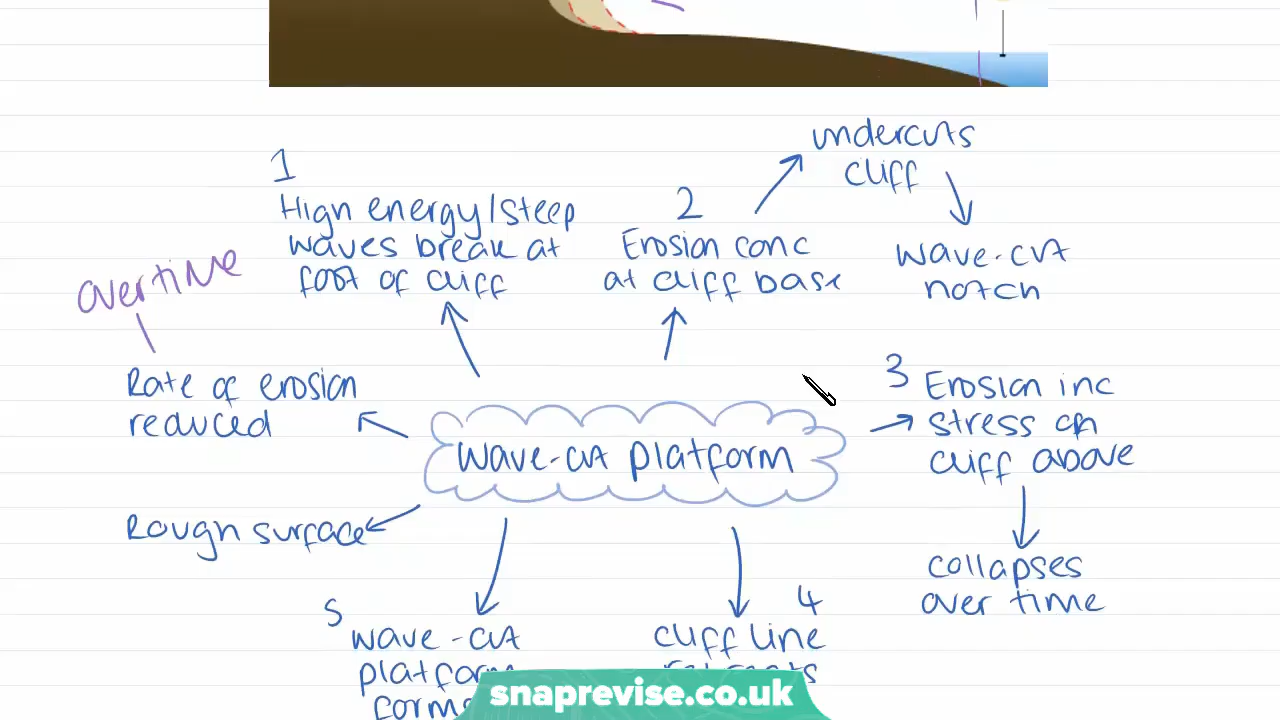 undercuts
cliff
1
High energy/steep
waves break at
foot of cliff
2
Erosion conc
at cliff base
wave-cut
notch
overtime
Rate of erosion
reduced
3
Erosion inc
stress on
cliff above
wave-cut platform
Rough surface
collapses
over time
5
wave-cut
platform
forms
4
cliff line
retreats
snaprevise.co.uk